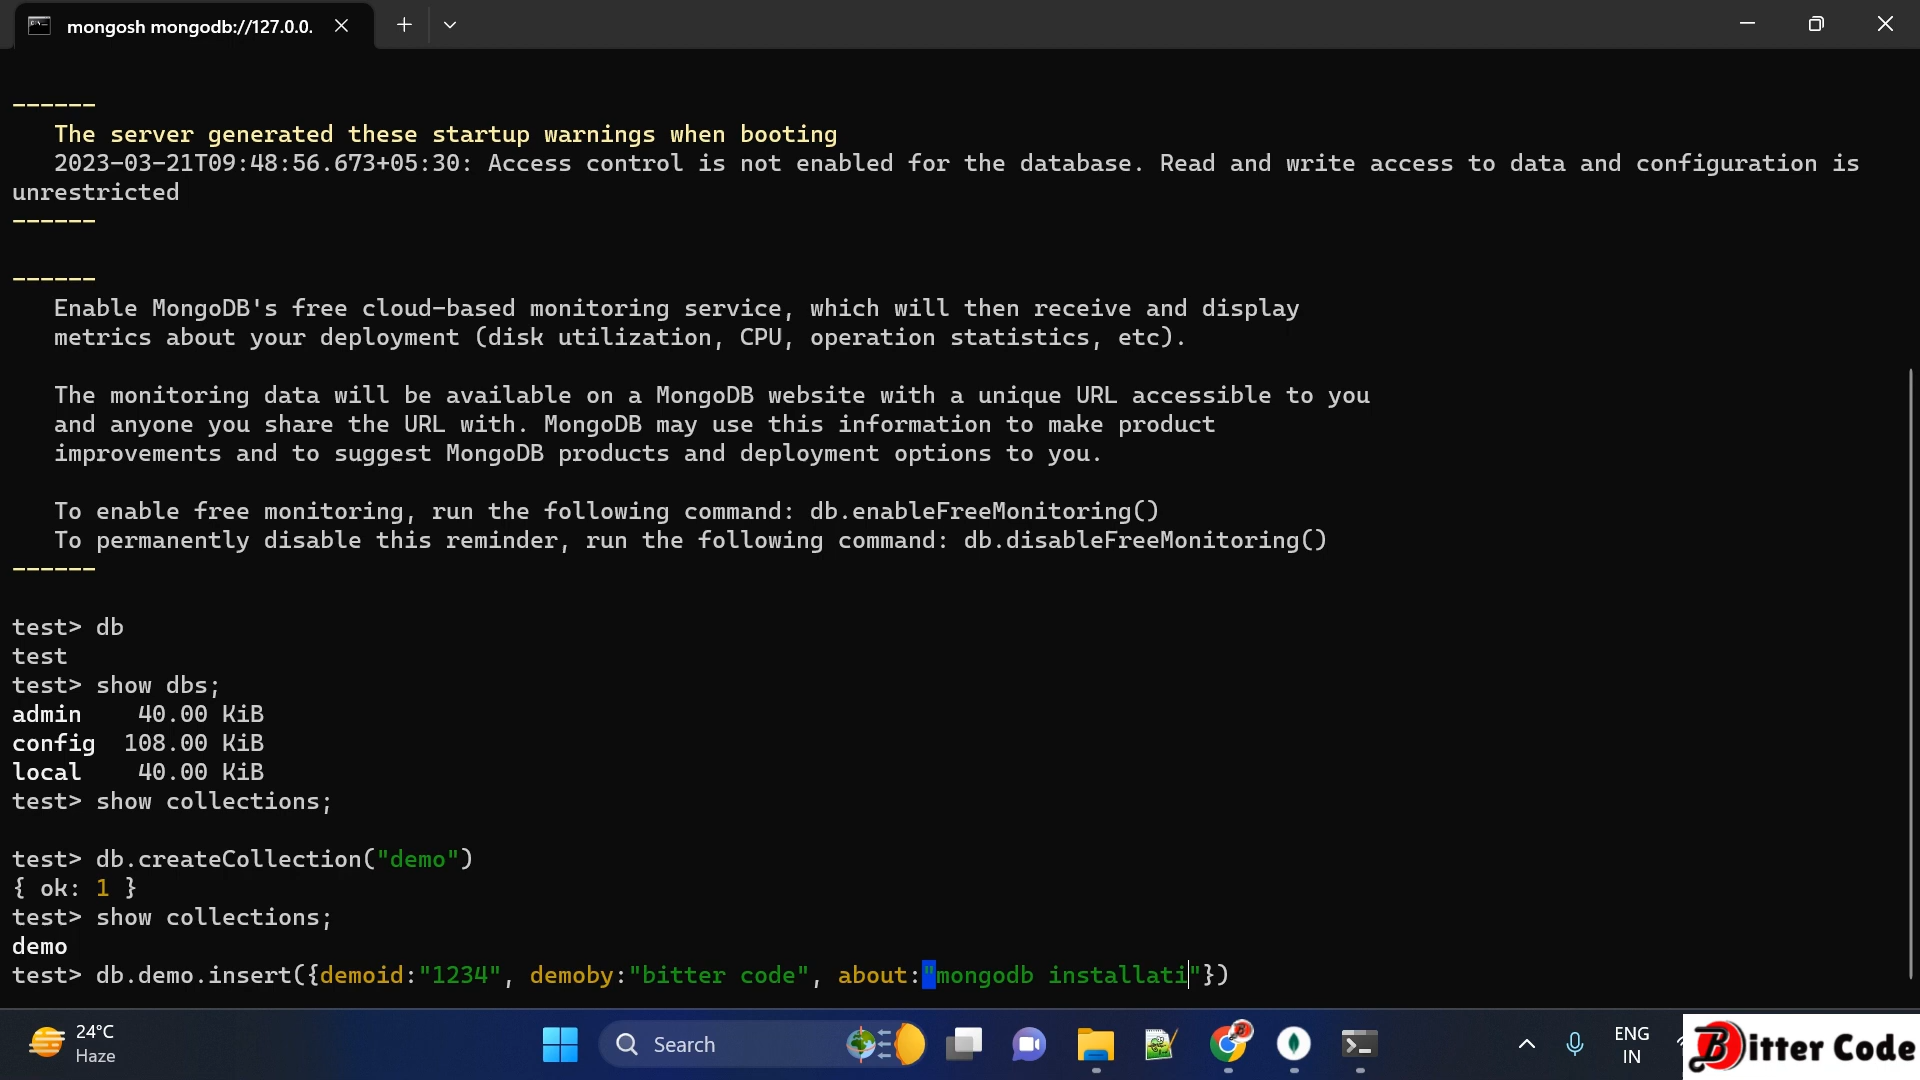 mongosh mongodb://127.0.0.
------
The server generated these startup warnings when booting
2023-03-21T09:48:56.673+05:30: Access control is not enabled for the database. Read and write access to data and configuration is
unrestricted
------
------
Enable MongoDB's free cloud-based monitoring service, which will then receive and display
metrics about your deployment (disk utilization, CPU, operation statistics, etc).
The monitoring data will be available on a MongoDB website with a unique URL accessible to you
and anyone you share the URL with. MongoDB may use this information to make product
improvements and to suggest MongoDB products and deployment options to you.
To enable free monitoring, run the following command: db.enableFreeMonitoring()
To permanently disable this reminder, run the following command: db.disableFreeMonitoring()
------
test> db
test
test> show dbs;
admin 40.00 KiB
config 108.00 KiB
local 40.00 KiB
test> show collections;
test> db.createCollection("demo")
{ ok: 1 }
test> show collections;
demo
test> db.demo.insert({demoid:"1234", demoby:"bitter code", about:"mongodb installati"})
24°C
Haze
Search
ENG
IN
Bitter Code